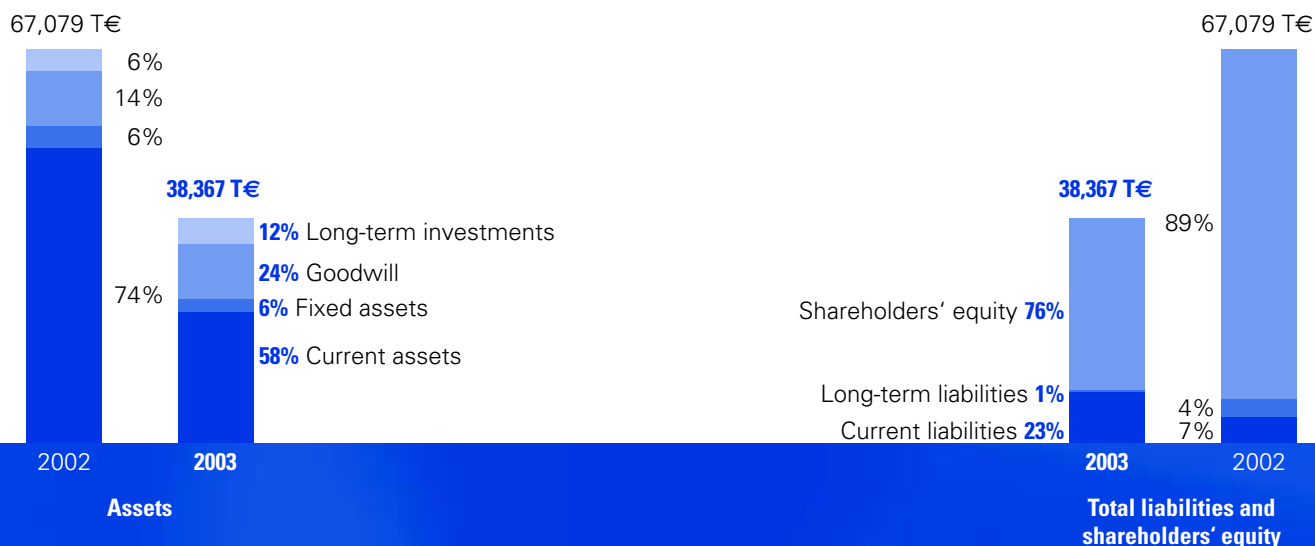 67,079 T€
6%
14%
6%
74%
38,367 T€
12% Long-term investments
24% Goodwill
6% Fixed assets
58% Current assets
2002
2003
Assets
38,367 T€
67,079 T€
Shareholders‘ equity 76%
Long-term liabilities 1%
Current liabilities 23%
89%
4%
7%
2003
2002
Total liabilities and
shareholders‘ equity